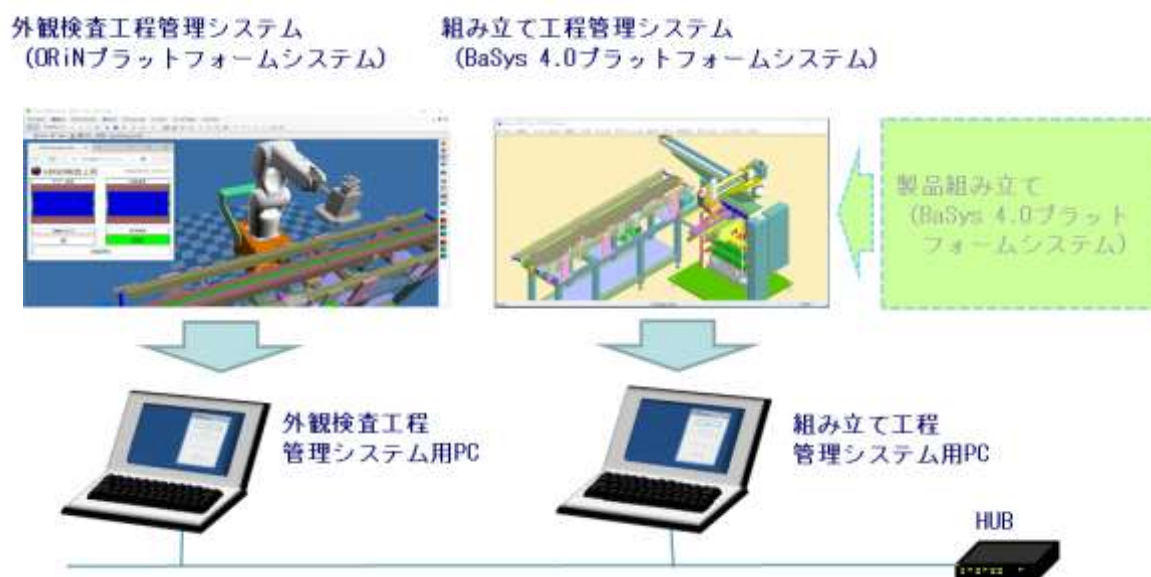 外観検査工程管理システム
(ORiNプラットフォームシステム)
組み立て工程管理システム
(BaSys 4.0プラットフォームシステム)
製品組み立て
(BaSys 4.0プラット
フォームシステム)
外観検査工程
管理システム用PC
組み立て工程
管理システム用PC
HUB